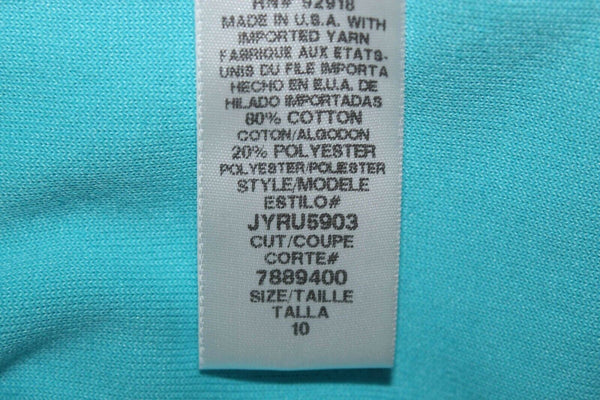 RN# 92918
MADE IN U.S.A. WITH
IMPORTED YARN
FABRIQUE AUX ETATS-
UNIS DU FILE IMPORTA
HECHO EN E.U.A. DE
HILADO IMPORTADAS
80% COTTON
COTON/ALGODON
20% POLYESTER
POLYESTER/POLIESTER
STYLE/MODELE
ESTILO#
JYRU5903
CUT/COUPE
CORTE#
7889400
SIZE/TAILLE
TALLA
10